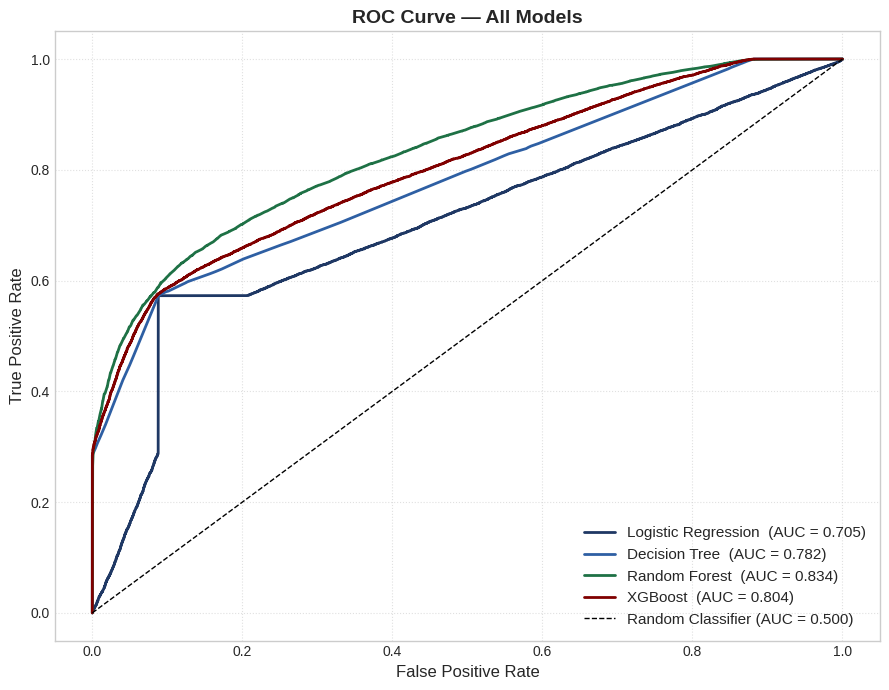 ROC Curve — All Models
True Positive Rate
1.0
0.8
0.6
0.4
0.2
0.0
Logistic Regression (AUC = 0.705)
Decision Tree (AUC = 0.782)
Random Forest (AUC = 0.834)
XGBoost (AUC = 0.804)
Random Classifier (AUC = 0.500)
0.0 0.2 0.4 0.6 0.8 1.0
False Positive Rate